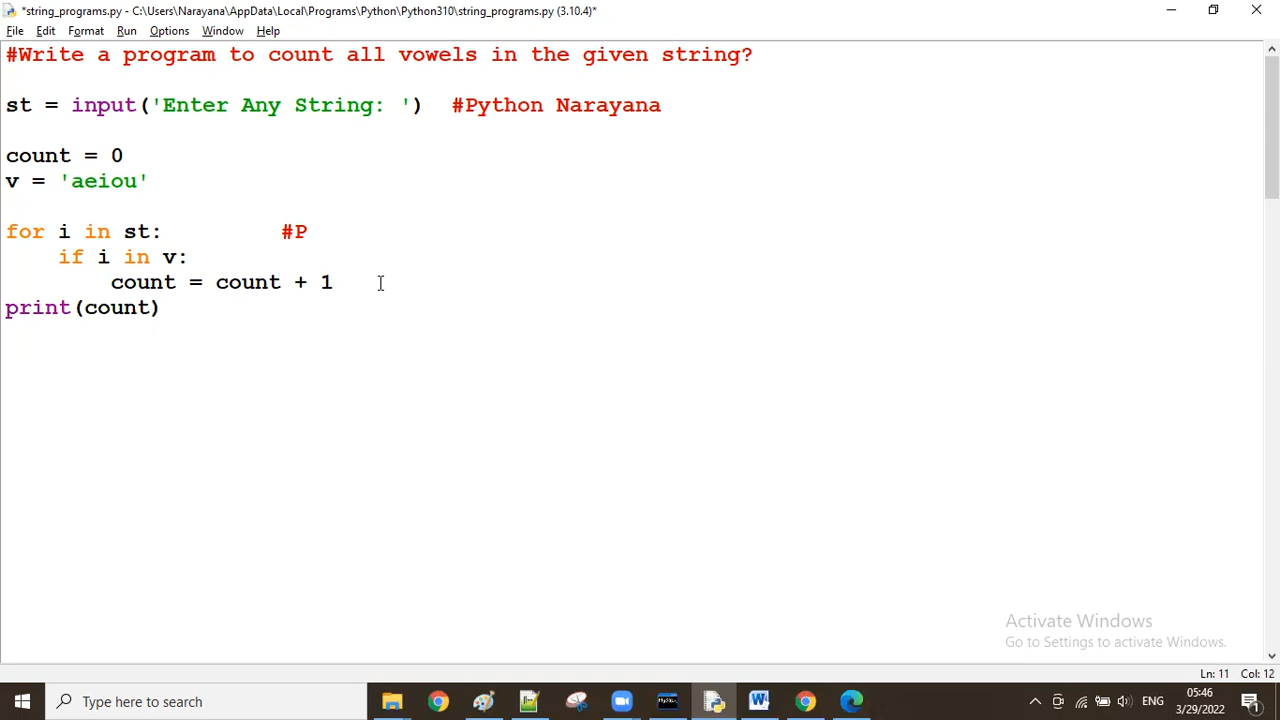 *string_programs.py - C:\Users\Narayana\AppData\Local\Programs\Python\Python310\string_programs.py (3.10.4)*
File Edit Format Run Options Window Help
#Write a program to count all vowels in the given string?
st = input('Enter Any String: ')  #Python Narayana
count = 0
v = 'aeiou'
for i in st:         #P
    if i in v:
        count = count + 1
print(count)
Activate Windows
Go to Settings to activate Windows.
Ln: 11 Col: 12
Type here to search
MySQL
ENG
05:46
3/29/2022
1